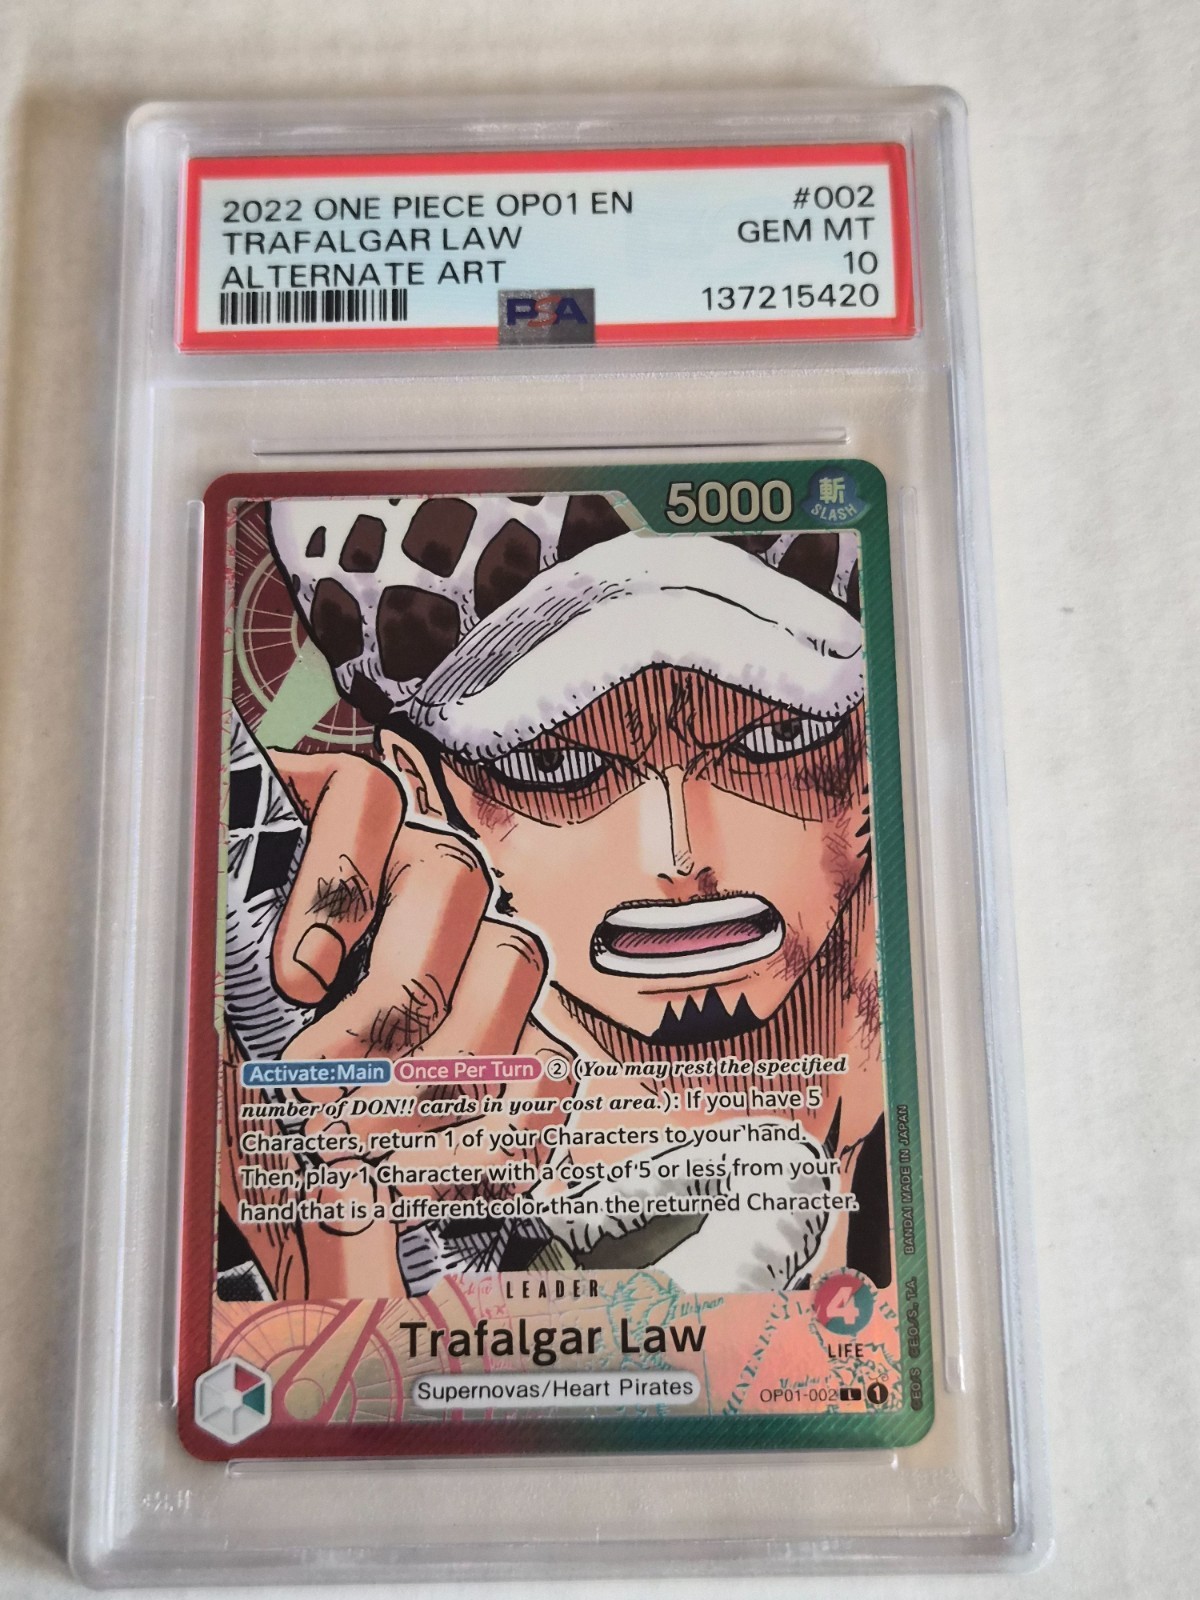 2022 ONE PIECE OP01 EN #002
TRAFALGAR LAW GEM MT
ALTERNATE ART 10
PSA 137215420
5000 斬
SLASH
Activate:Main Once Per Turn ② (You may rest the specified
number of DON!! cards in your cost area.): If you have 5
Characters, return 1 of your Characters to your hand.
Then, play 1 Character with a cost of 5 or less from your
hand that is a different color than the returned Character.
BANDAI MADE IN JAPAN
LEADER
4
Trafalgar Law
LIFE
Supernovas/Heart Pirates
OP01-002 L 1